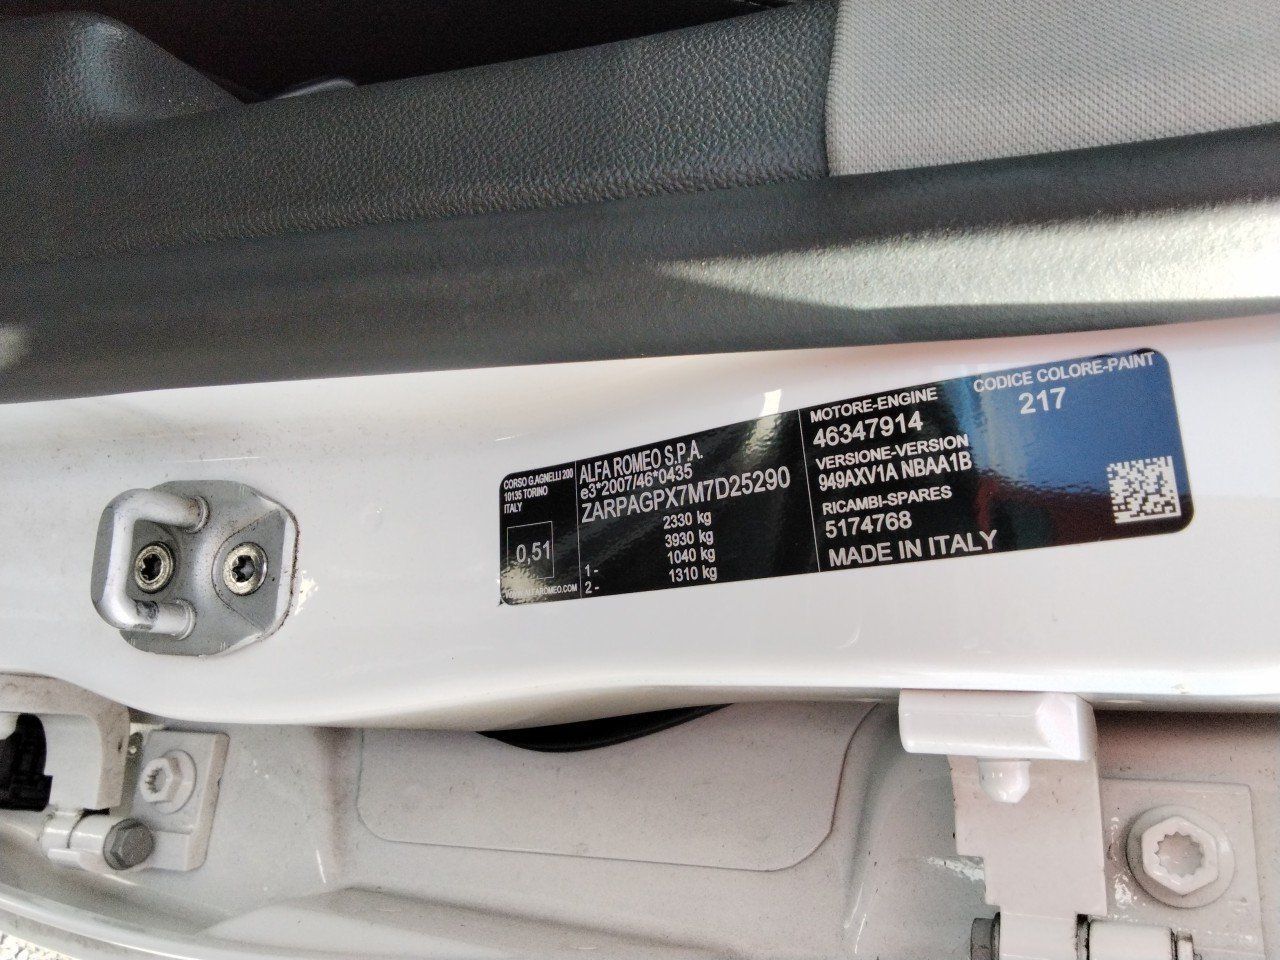 CORSO G.AGNELLI 200
10135 TORINO
ITALY
0,51
WWW.ALFAROMEO.COM
ALFA ROMEO S.P.A.
e3*2007/46*0435
ZARPAGPX7M7D25290
2330 kg
3930 kg
1- 1040 kg
2- 1310 kg
MOTORE-ENGINE
46347914
VERSIONE-VERSION
949AXV1A NBAA1B
RICAMBI-SPARES
5174768
MADE IN ITALY
CODICE COLORE-PAINT
217